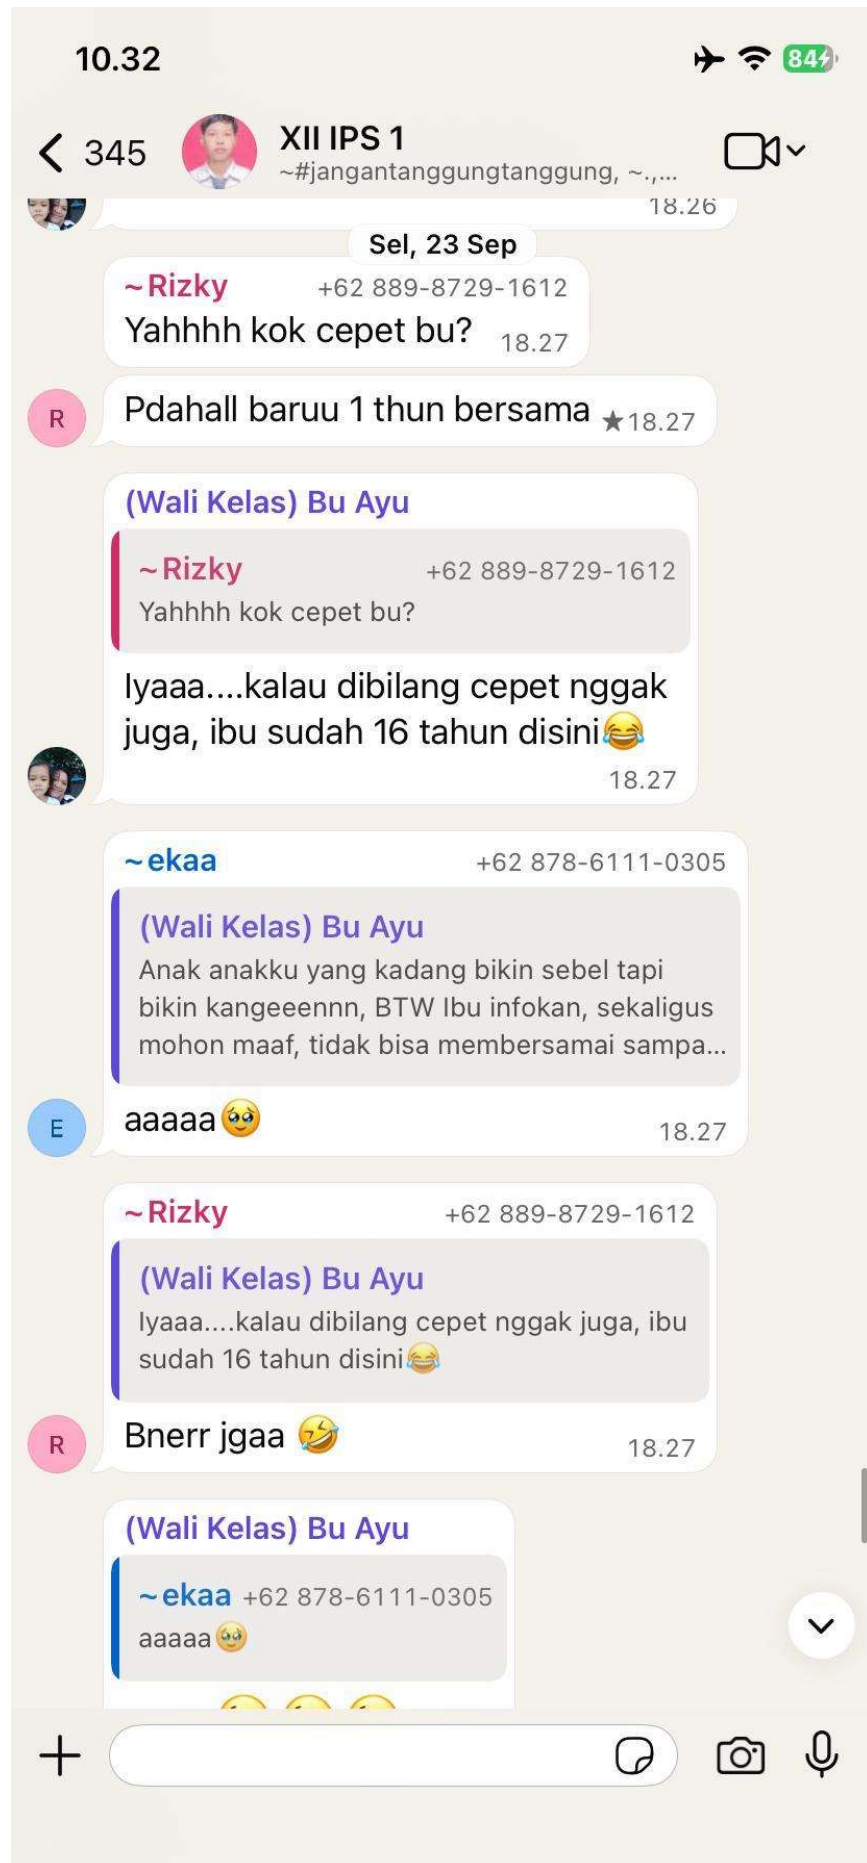 10.32
84
345
XII IPS 1
~#jangantanggungtanggung, ~.,...
18.26
Sel, 23 Sep
~Rizky +62 889-8729-1612
Yahhhh kok cepet bu? 18.27
R
Pdahall baruu 1 thun bersama ★18.27
(Wali Kelas) Bu Ayu
~Rizky +62 889-8729-1612
Yahhhh kok cepet bu?
Iyaaa....kalau dibilang cepet nggak
juga, ibu sudah 16 tahun disini😂
18.27
~ekaa +62 878-6111-0305
(Wali Kelas) Bu Ayu
Anak anakku yang kadang bikin sebel tapi
bikin kangeeennn, BTW Ibu infokan, sekaligus
mohon maaf, tidak bisa membersamai sampa...
E
aaaaa🥹
18.27
~Rizky +62 889-8729-1612
(Wali Kelas) Bu Ayu
Iyaaa....kalau dibilang cepet nggak juga, ibu
sudah 16 tahun disini😂
R
Bnerr jgaa 🤣
18.27
(Wali Kelas) Bu Ayu
~ekaa +62 878-6111-0305
aaaaa🥹